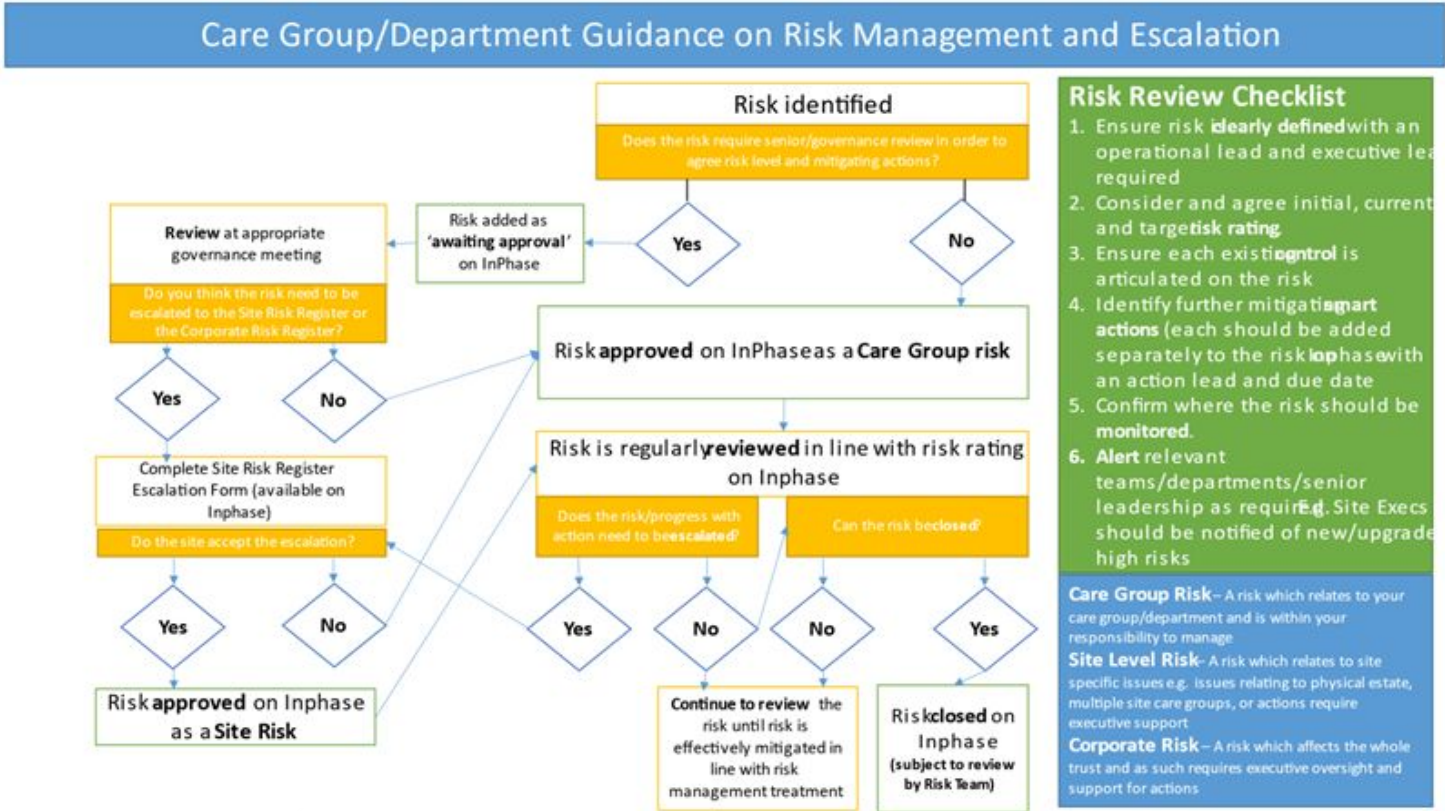 Care Group/Department Guidance on Risk Management and Escalation
Risk identified
Does the risk require senior/governance review in order to
agree risk level and mitigating actions?
Yes
No
Risk added as
‘awaiting approval’
on InPhase
Review at appropriate
governance meeting
Do you think the risk need to be
escalated to the Site Risk Register or
the Corporate Risk Register?
Yes
No
Risk approved on InPhase as a Care Group risk
Complete Site Risk Register
Escalation Form (available on
Inphase)
Do the site accept the escalation?
Yes
No
Risk approved on Inphase
as a Site Risk
Risk is regularly reviewed in line with risk rating
on Inphase
Does the risk/progress with
action need to be escalated?
Can the risk be closed?
Yes
No
No
Yes
Continue to review the
risk until risk is
effectively mitigated in
line with risk
management treatment
Risk closed on
Inphase
(subject to review
by Risk Team)
Risk Review Checklist
1. Ensure risk clearly defined with an
operational lead and executive lea
required
2. Consider and agree initial, current
and target risk rating.
3. Ensure each existing control is
articulated on the risk
4. Identify further mitigating smart
actions (each should be added
separately to the risk with
an action lead and due date
5. Confirm where the risk should be
monitored.
6. Alert relevant
teams/departments/senior
leadership as required. E.g. Site Execs
should be notified of new/upgrade
high risks
Care Group Risk – A risk which relates to your
care group/department and is within your
responsibility to manage
Site Level Risk – A risk which relates to site
specific issues e.g. issues relating to physical estate,
multiple site care groups, or actions require
executive support
Corporate Risk – A risk which affects the whole
trust and as such requires executive oversight and
support for actions